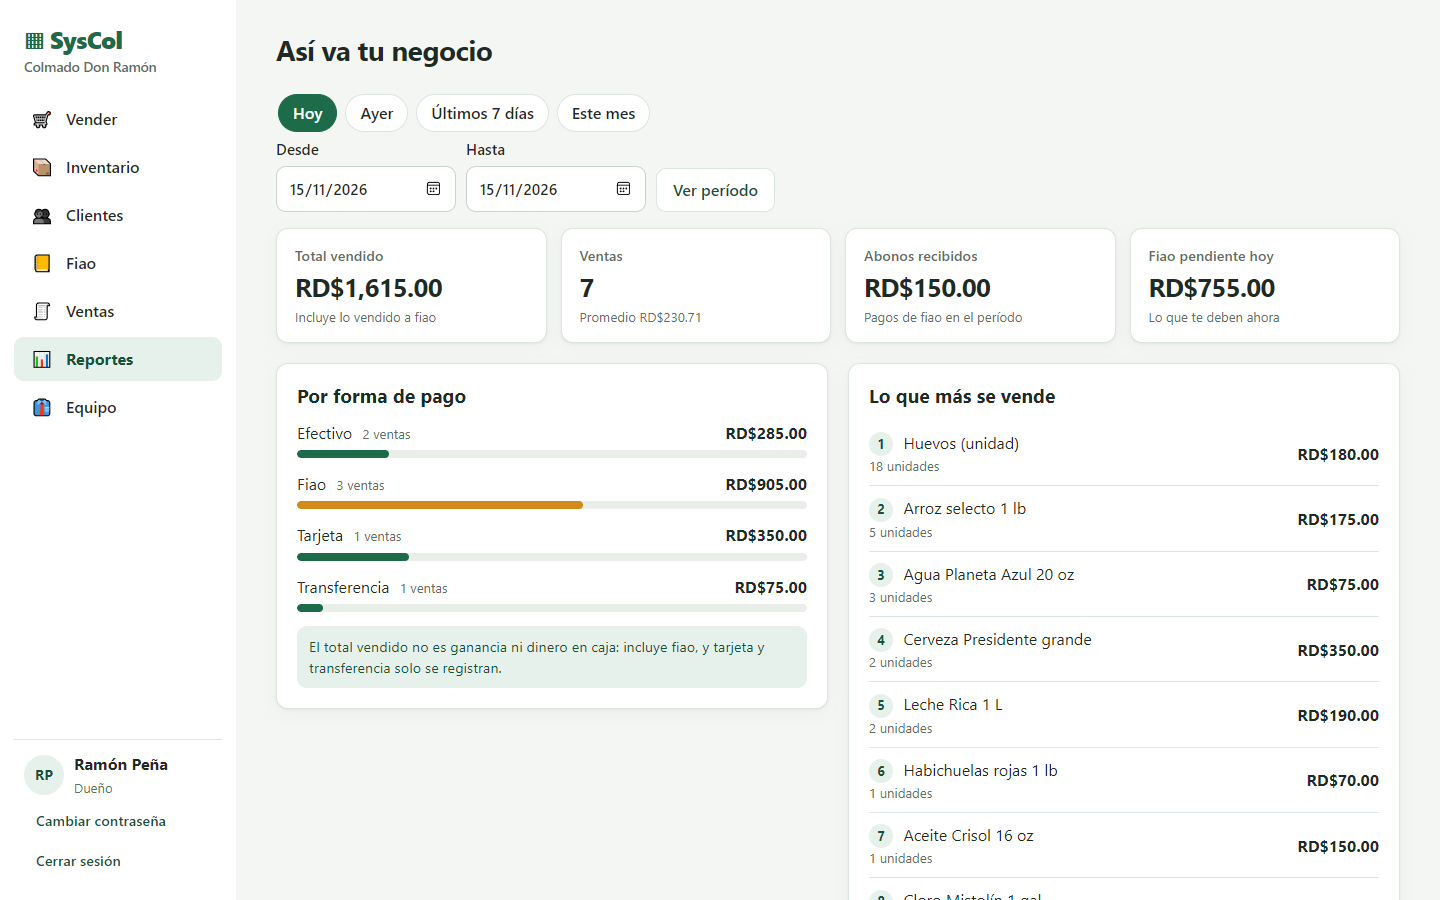 SysCol
Colmado Don Ramón
Vender
Inventario
Clientes
Fiao
Ventas
Reportes
Equipo
RP
Ramón Peña
Dueño
Cambiar contraseña
Cerrar sesión
Así va tu negocio
Hoy
Ayer
Últimos 7 días
Este mes
Desde
Hasta
15/11/2026
15/11/2026
Ver período
Total vendido
RD$1,615.00
Incluye lo vendido a fiao
Ventas
7
Promedio RD$230.71
Abonos recibidos
RD$150.00
Pagos de fiao en el período
Fiao pendiente hoy
RD$755.00
Lo que te deben ahora
Por forma de pago
Efectivo 2 ventas RD$285.00
Fiao 3 ventas RD$905.00
Tarjeta 1 ventas RD$350.00
Transferencia 1 ventas RD$75.00
El total vendido no es ganancia ni dinero en caja: incluye fiao, y tarjeta y
transferencia solo se registran.
Lo que más se vende
1 Huevos (unidad)
18 unidades
RD$180.00
2 Arroz selecto 1 lb
5 unidades
RD$175.00
3 Agua Planeta Azul 20 oz
3 unidades
RD$75.00
4 Cerveza Presidente grande
2 unidades
RD$350.00
5 Leche Rica 1 L
2 unidades
RD$190.00
6 Habichuelas rojas 1 lb
1 unidades
RD$70.00
7 Aceite Crisol 16 oz
1 unidades
RD$150.00
8 Cloro Mistolín 1 gal